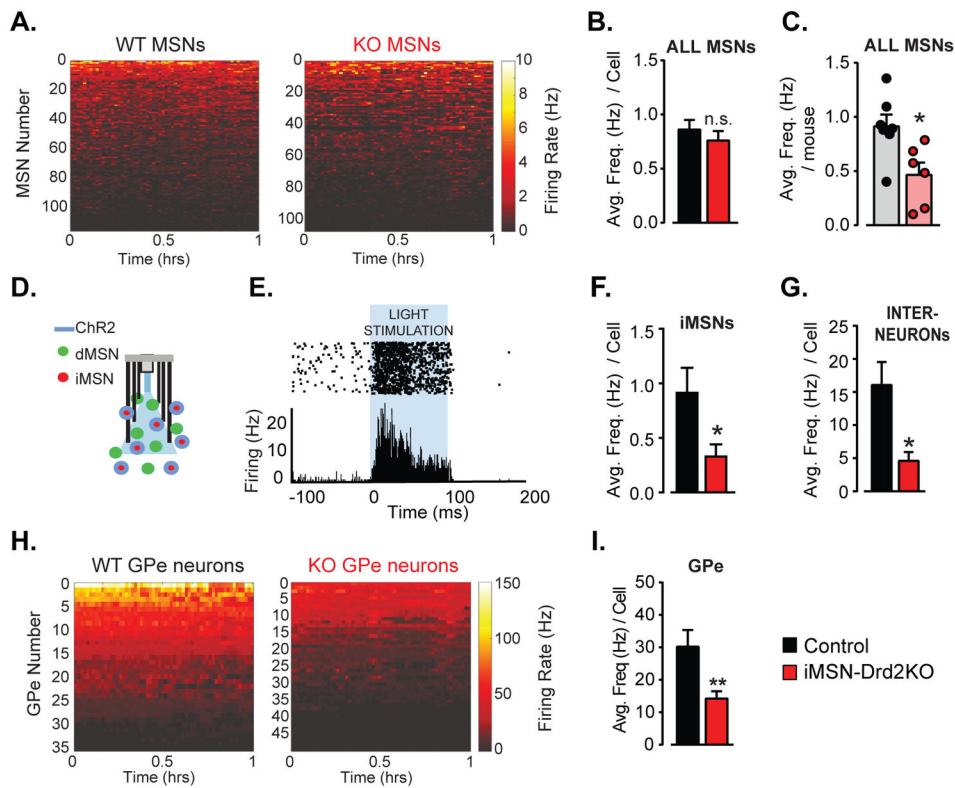 A.
WT MSNs
KO MSNs
MSN Number
0
20
40
60
80
100
0
0.5
1
Time (hrs)
0
20
40
60
80
100
0
0.5
1
Time (hrs)
10
8
6
4
2
0
Firing Rate (Hz)
B.
ALL MSNs
Avg. Freq. (Hz) / Cell
1.5
1.0
0.5
0.0
n.s.
C.
ALL MSNs
Avg. Freq. (Hz)
/ mouse
1.5
1.0
0.5
1.0
*
D.
ChR2
dMSN
iMSN
E.
LIGHT
STIMULATION
Firing (Hz)
20
10
0
-100
0
100
200
Time (ms)
F.
iMSNs
Avg. Freq. (Hz) / Cell
1.5
1.0
0.5
0.0
*
G.
INTER-
NEURONs
Avg. Freq. (Hz) / Cell
25
20
15
10
5
0
*
H.
WT GPe neurons
KO GPe neurons
GPe Number
0
5
10
15
20
25
30
35
0
0.5
1
Time (hrs)
0
5
10
15
20
25
30
35
40
45
0
0.5
1
Time (hrs)
150
100
50
0
Firing Rate (Hz)
I.
GPe
Avg. Freq (Hz) / Cell
50
40
30
20
10
0
**
Control
iMSN-Drd2KO